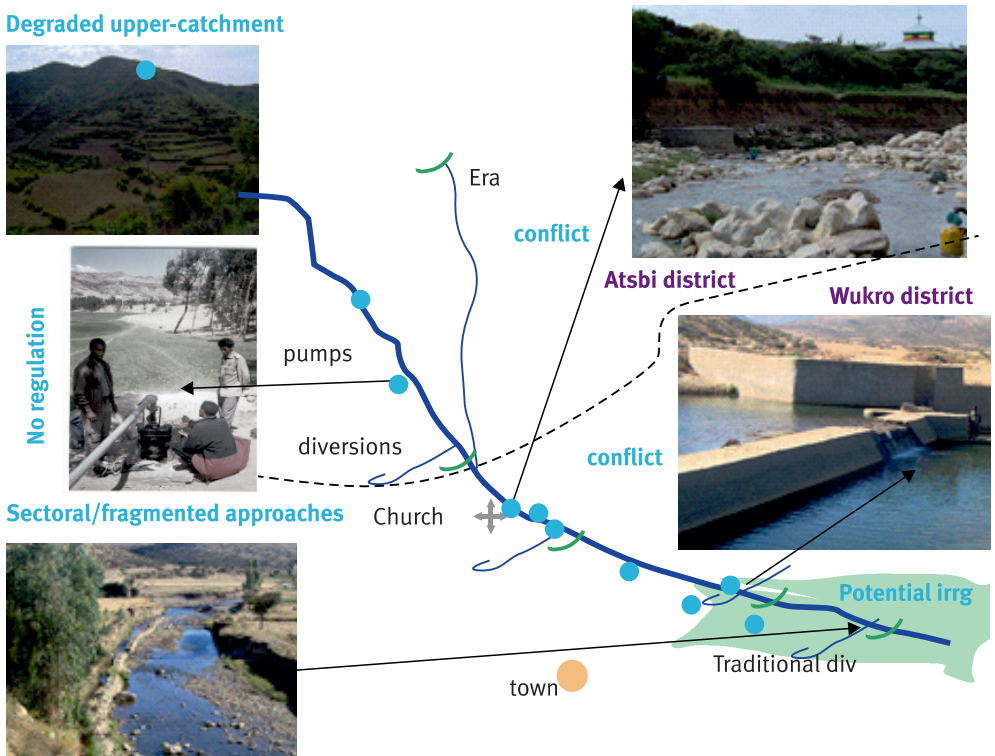 Degraded upper-catchment
Era
conflict
Atsbi district
Wukro district
No regulation
pumps
diversions
conflict
Sectoral/fragmented approaches
Church
Potential irrg
Traditional div
town